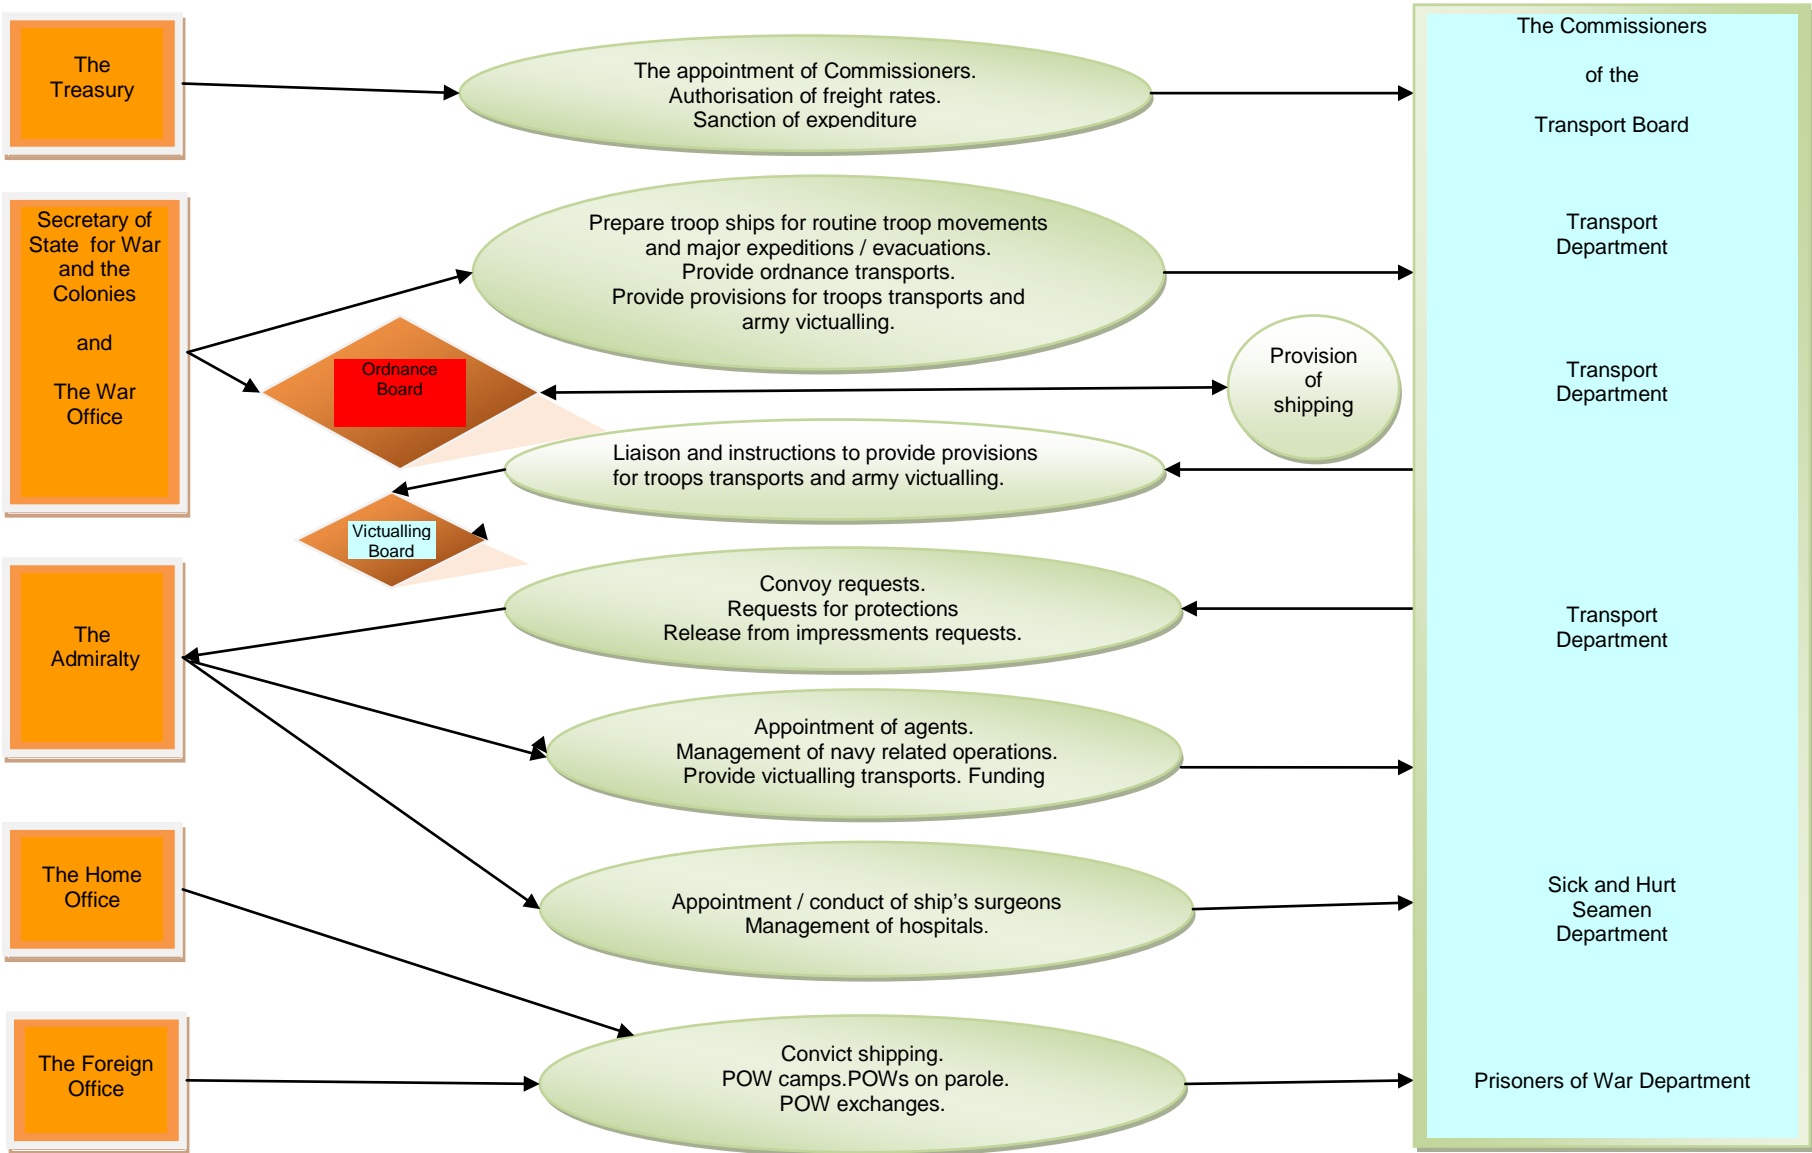 The
Treasury
The appointment of Commissioners.
Authorisation of freight rates.
Sanction of expenditure
The Commissioners
of the
Transport Board
Secretary of
State for War
and the
Colonies
and
The War
Office
Prepare troop ships for routine troop movements
and major expeditions / evacuations.
Provide ordnance transports.
Provide provisions for troops transports and
army victualling.
Transport
Department
Ordnance
Board
Provision
of
shipping
Transport
Department
Liaison and instructions to provide provisions
for troops transports and army victualling.
Victualling
Board
The
Admiralty
Convoy requests.
Requests for protections
Release from impressments requests.
Transport
Department
Appointment of agents.
Management of navy related operations.
Provide victualling transports. Funding
The Home
Office
Appointment / conduct of ship's surgeons
Management of hospitals.
Sick and Hurt
Seamen
Department
The Foreign
Office
Convict shipping.
POW camps.POWs on parole.
POW exchanges.
Prisoners of War Department